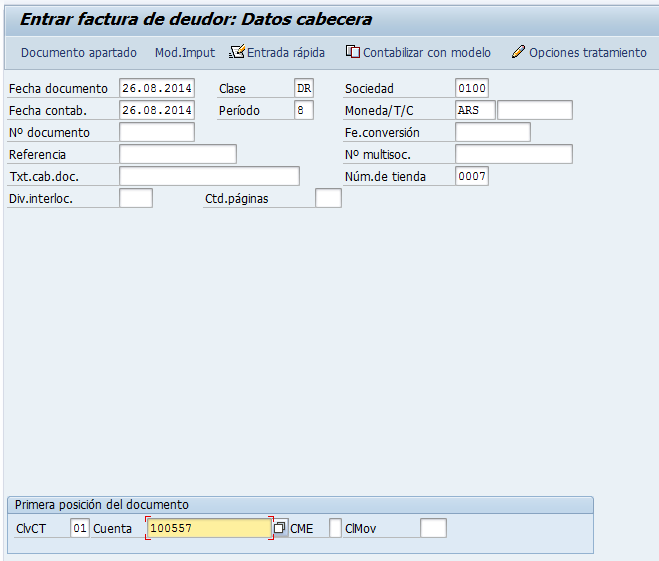 Entrar factura de deudor: Datos cabecera
Documento apartado Mod.Imput Entrada rápida Contabilizar con modelo Opciones tratamiento
Fecha documento 26.08.2014 Clase DR Sociedad 0100
Fecha contab. 26.08.2014 Período 8 Moneda/T/C ARS
Nº documento Fe.conversión
Referencia Nº multisoc.
Txt.cab.doc. Núm.de tienda 0007
Div.interloc. Ctd.páginas
Primera posición del documento
ClvCT 01 Cuenta 100557 CME ClMov